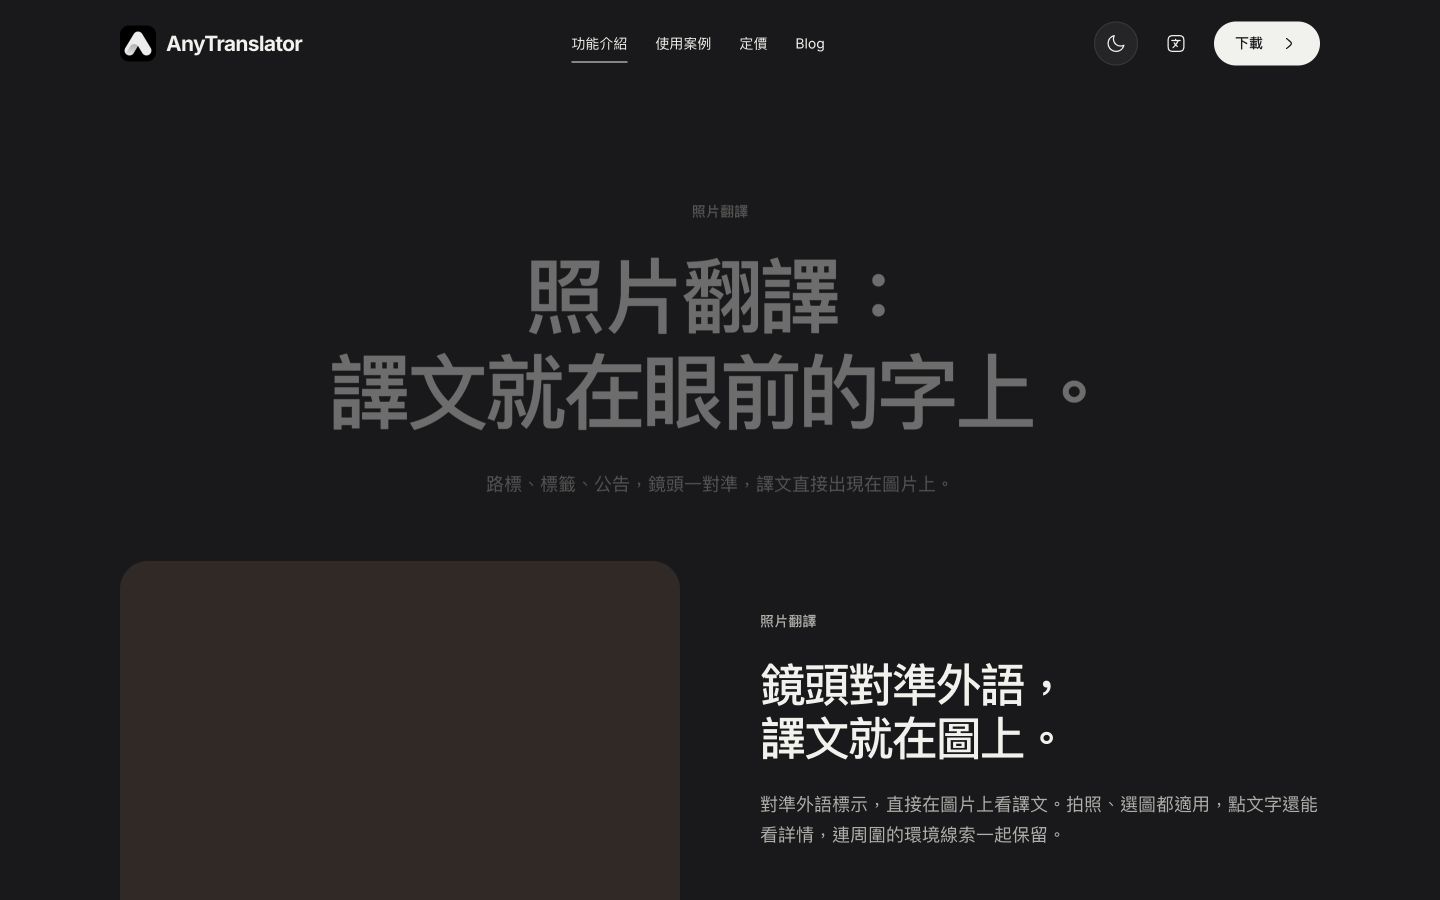 AnyTranslator
功能介紹
使用案例
定價
Blog
下載
照片翻譯
照片翻譯：
譯文就在眼前的字上。
路標、標籤、公告，鏡頭一對準，譯文直接出現在圖片上。
照片翻譯
鏡頭對準外語，
譯文就在圖上。
對準外語標示，直接在圖片上看譯文。拍照、選圖都適用，點文字還能
看詳情，連周圍的環境線索一起保留。